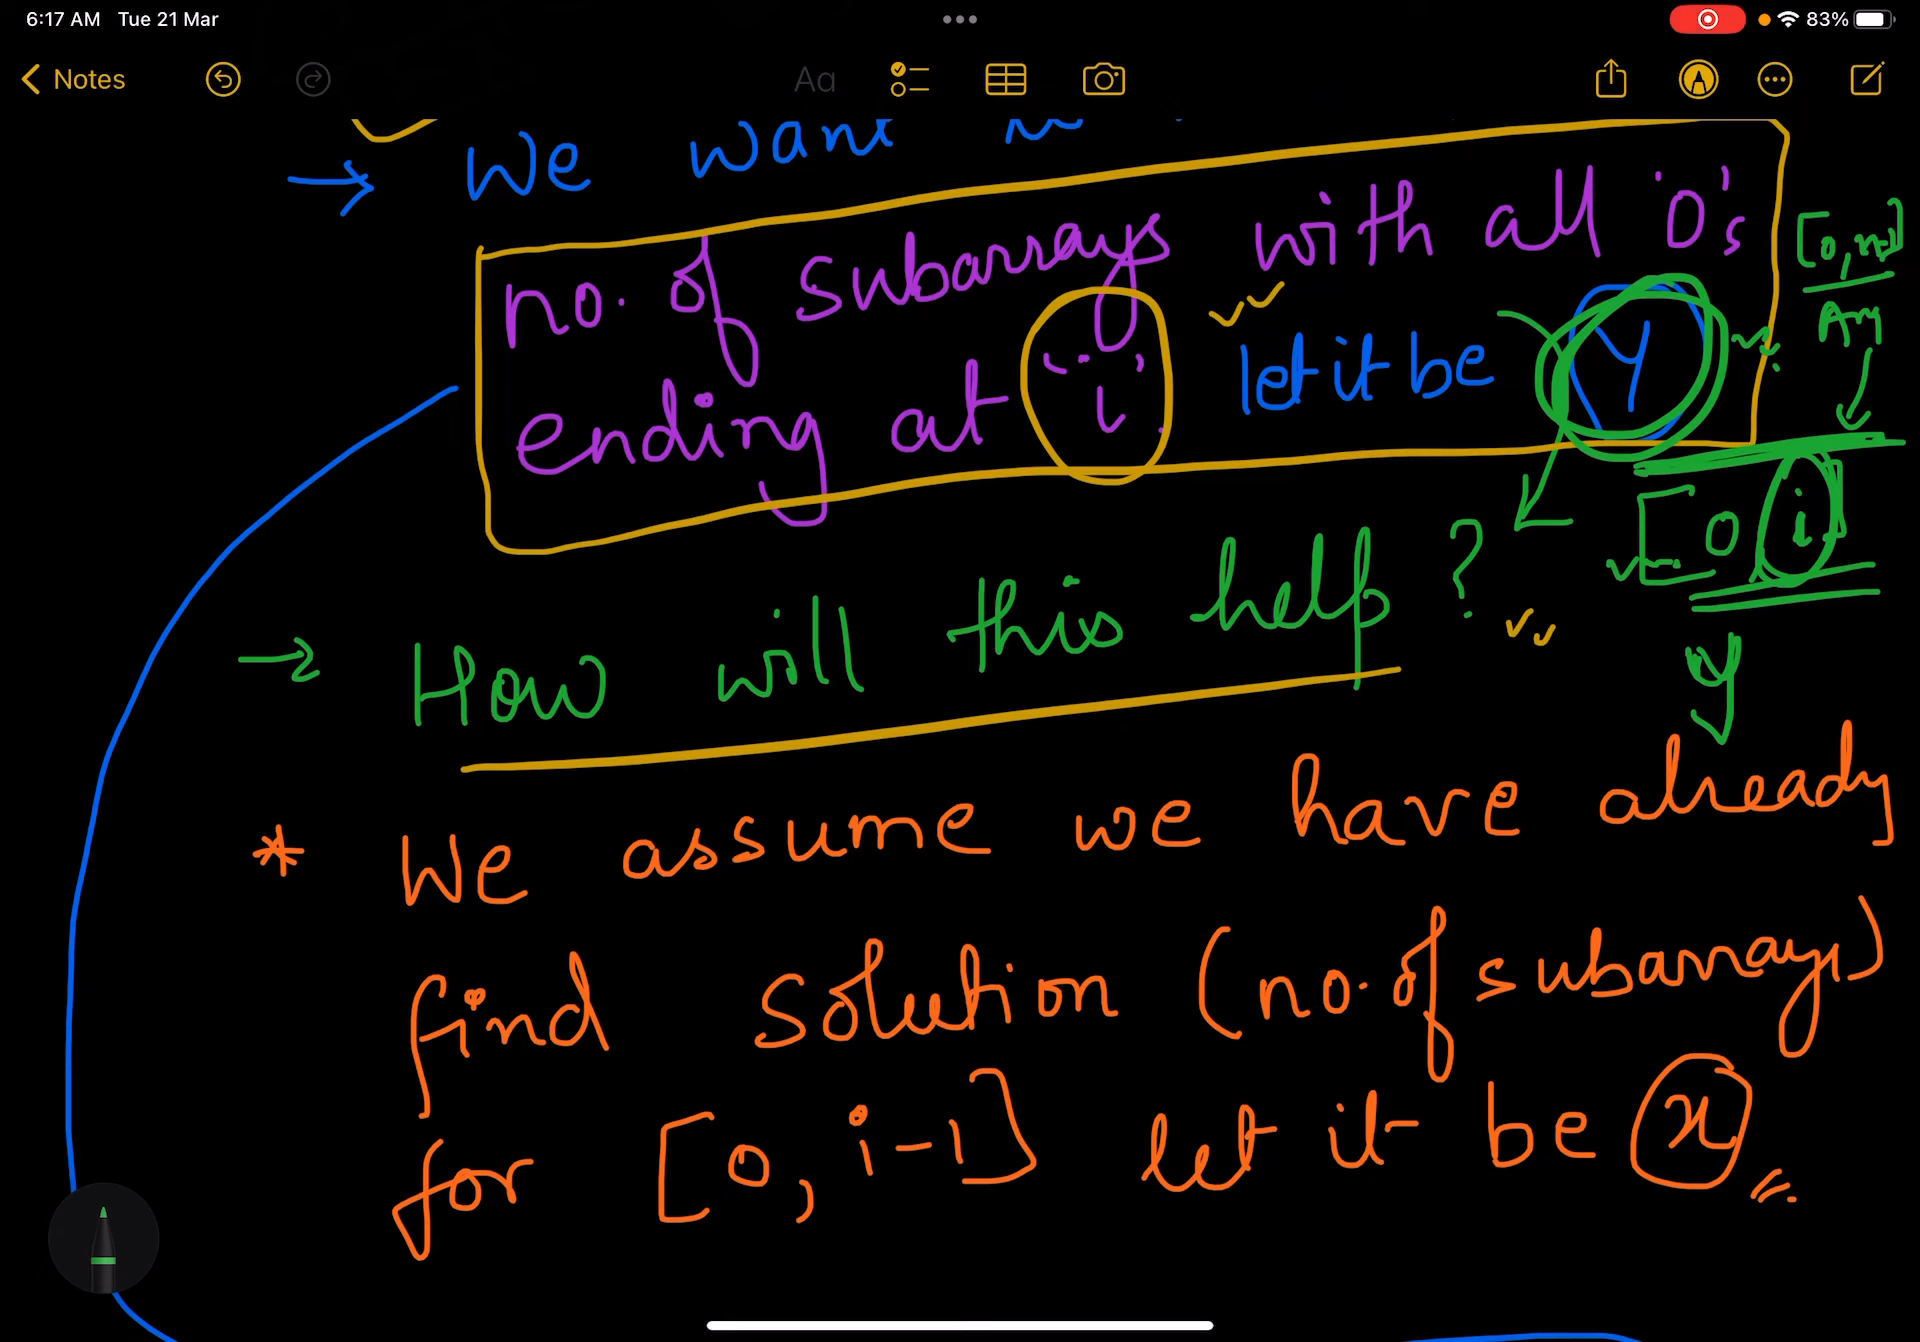 6:17 AM Tue 21 Mar
83%
Notes
Aa
→ We want
no. of subarrays with all '0's
[0, n-1]
ending at "i" let it be Y
[0 i]
→ How will this help ?
y
* We assume we have already
find solution (no. of subarrays)
for [0, i-1] let it be x